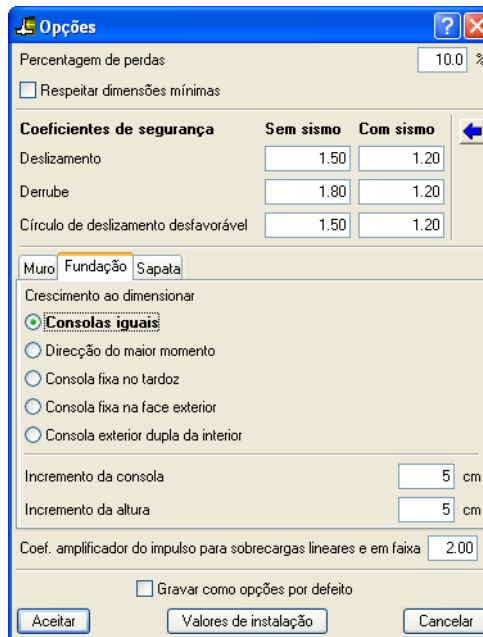 Opções
Percentagem de perdas 10.0 %
Respeitar dimensões mínimas
Coeficientes de segurança Sem sismo Com sismo
Deslizamento 1.50 1.20
Derrube 1.80 1.20
Círculo de deslizamento desfavorável 1.50 1.20
Muro Fundação Sapata
Crescimento ao dimensionar
Consolas iguais
Direcção do maior momento
Consola fixa no tardoz
Consola fixa na face exterior
Consola exterior dupla da interior
Incremento da consola 5 cm
Incremento da altura 5 cm
Coef. amplificador do impulso para sobrecargas lineares e em faixa 2.00
Gravar como opções por defeito
Aceitar Valores de instalação Cancelar